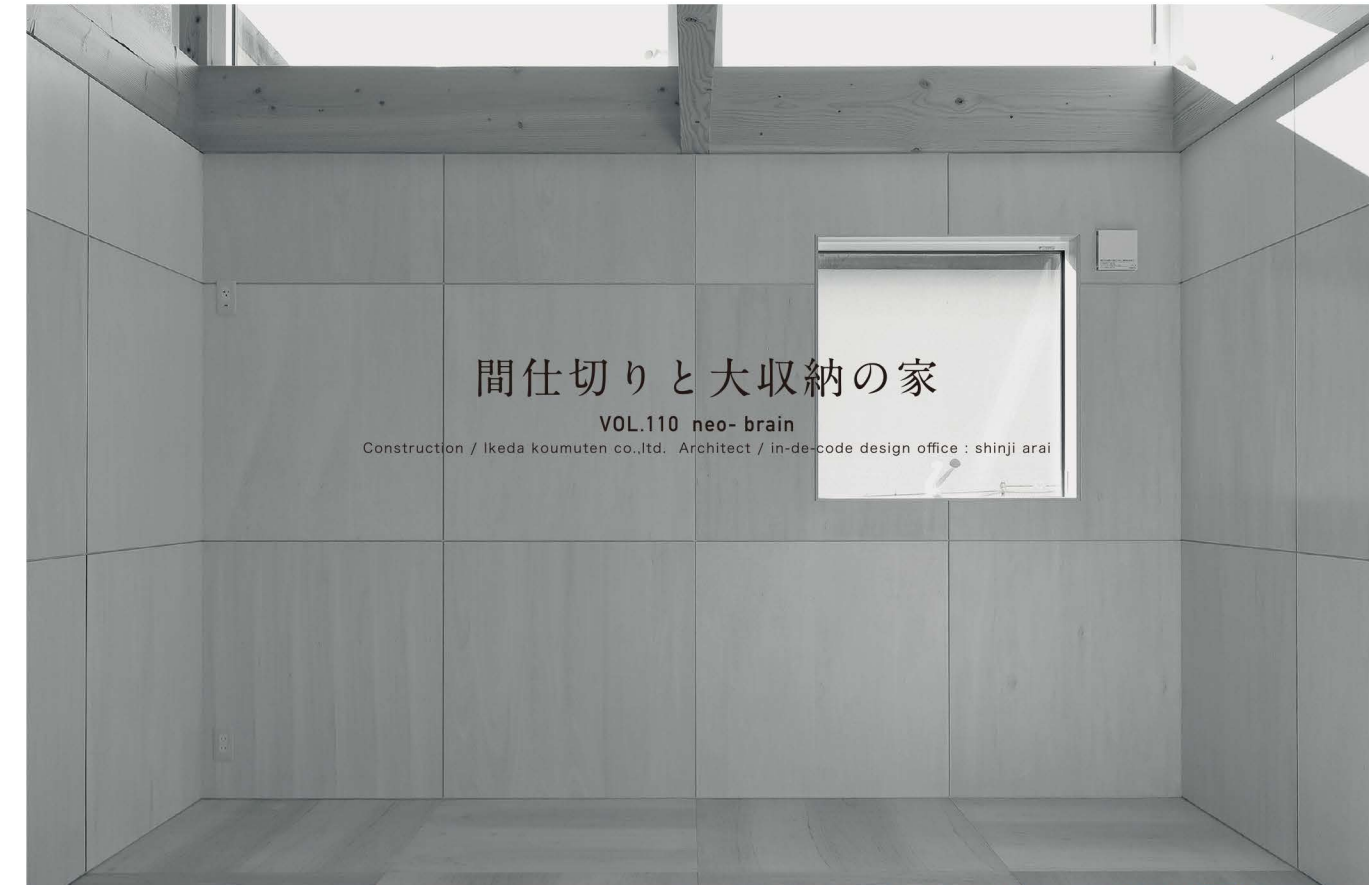 間仕切りと大収納の家
VOL.110 neo- brain
Construction / Ikeda koumuten co.,ltd. Architect / in-de-code design office : shinji arai